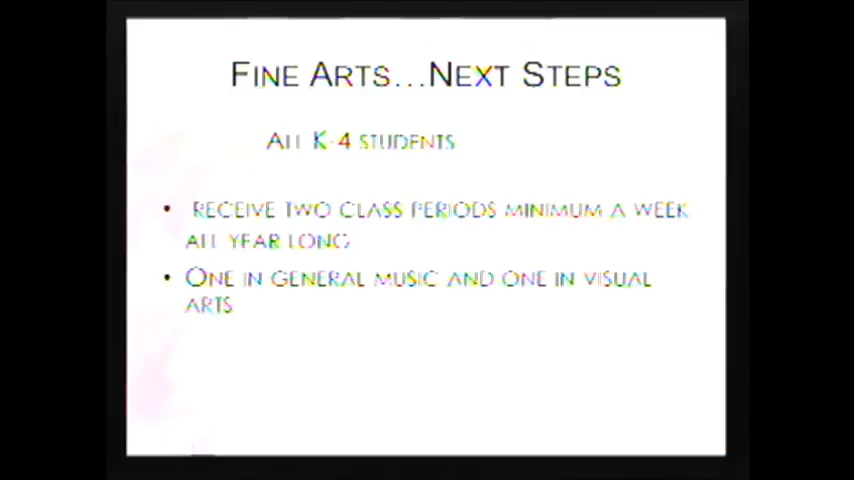 FINE ARTS...NEXT STEPS
ALL K-4 STUDENTS
• RECEIVE TWO CLASS PERIODS MINIMUM A WEEK
ALL YEAR LONG
• ONE IN GENERAL MUSIC AND ONE IN VISUAL
ARTS